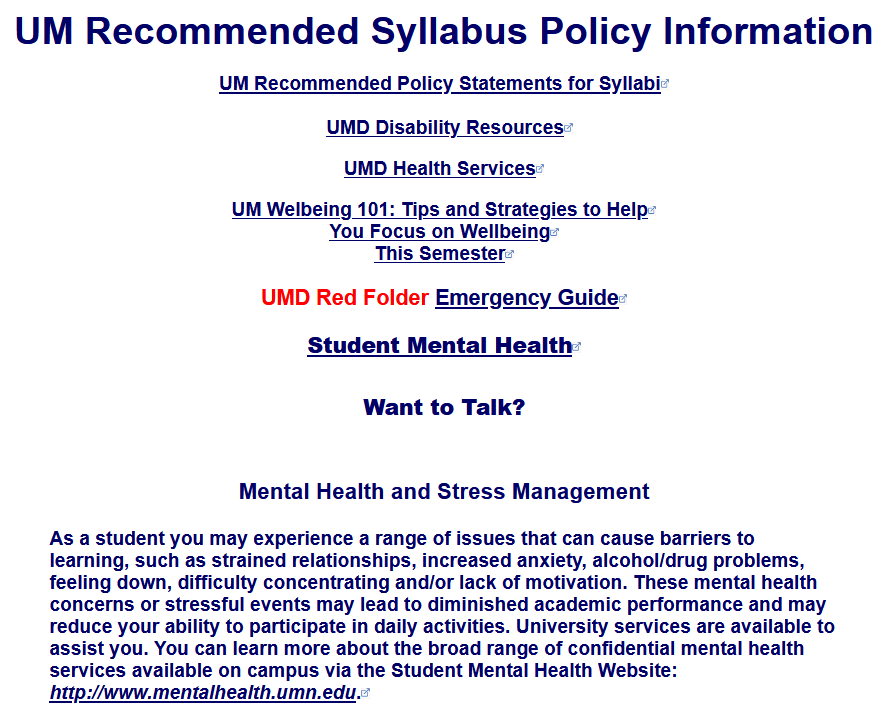 UM Recommended Syllabus Policy Information
UM Recommended Policy Statements for Syllabi
UMD Disability Resources
UMD Health Services
UM Welbeing 101: Tips and Strategies to Help
You Focus on Wellbeing
This Semester
UMD Red Folder Emergency Guide
Student Mental Health
Want to Talk?
Mental Health and Stress Management
As a student you may experience a range of issues that can cause barriers to
learning, such as strained relationships, increased anxiety, alcohol/drug problems,
feeling down, difficulty concentrating and/or lack of motivation. These mental health
concerns or stressful events may lead to diminished academic performance and may
reduce your ability to participate in daily activities. University services are available to
assist you. You can learn more about the broad range of confidential mental health
services available on campus via the Student Mental Health Website:
http://www.mentalhealth.umn.edu.